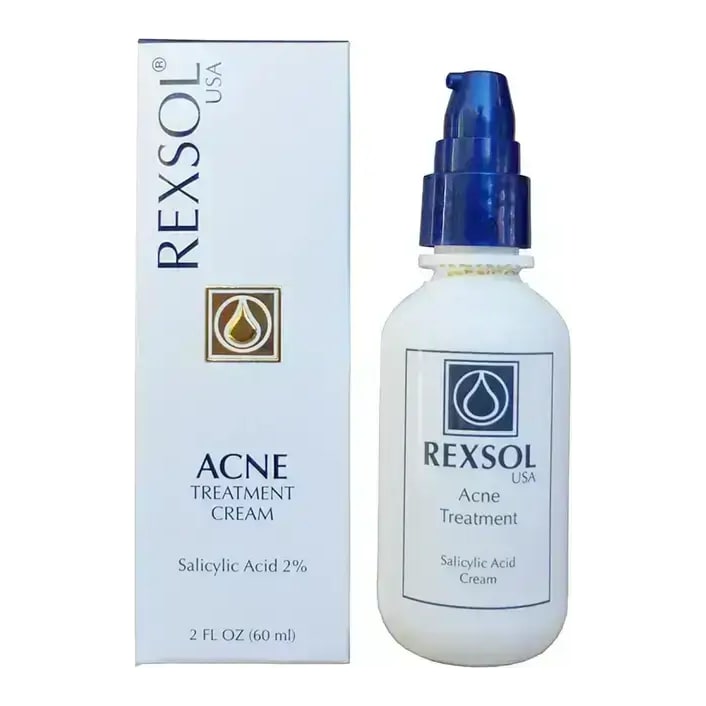 REXSOL®
USA
ACNE
TREATMENT
CREAM
Salicylic Acid 2%
2 FL OZ (60 ml)
REXSOL
USA
Acne
Treatment
Salicylic Acid
Cream